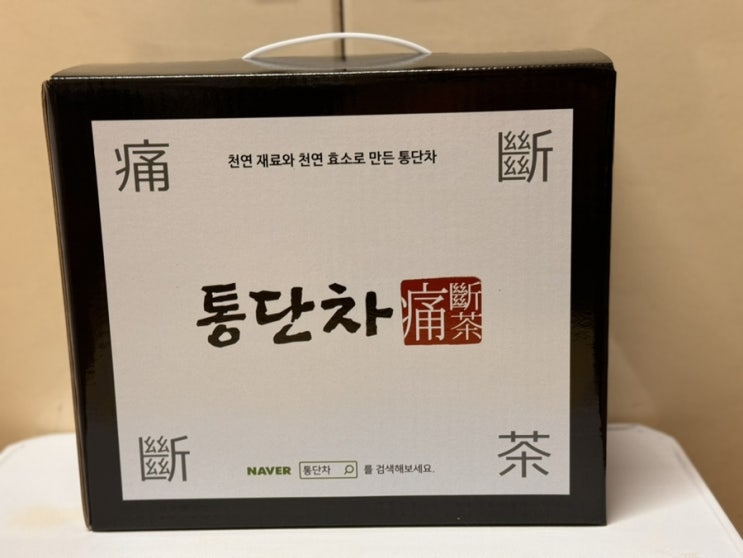 痛
천연 재료와 천연 효소로 만든 통단차
斷
통단차 痛斷茶
斷
NAVER 통단차 를 검색해보세요.
茶